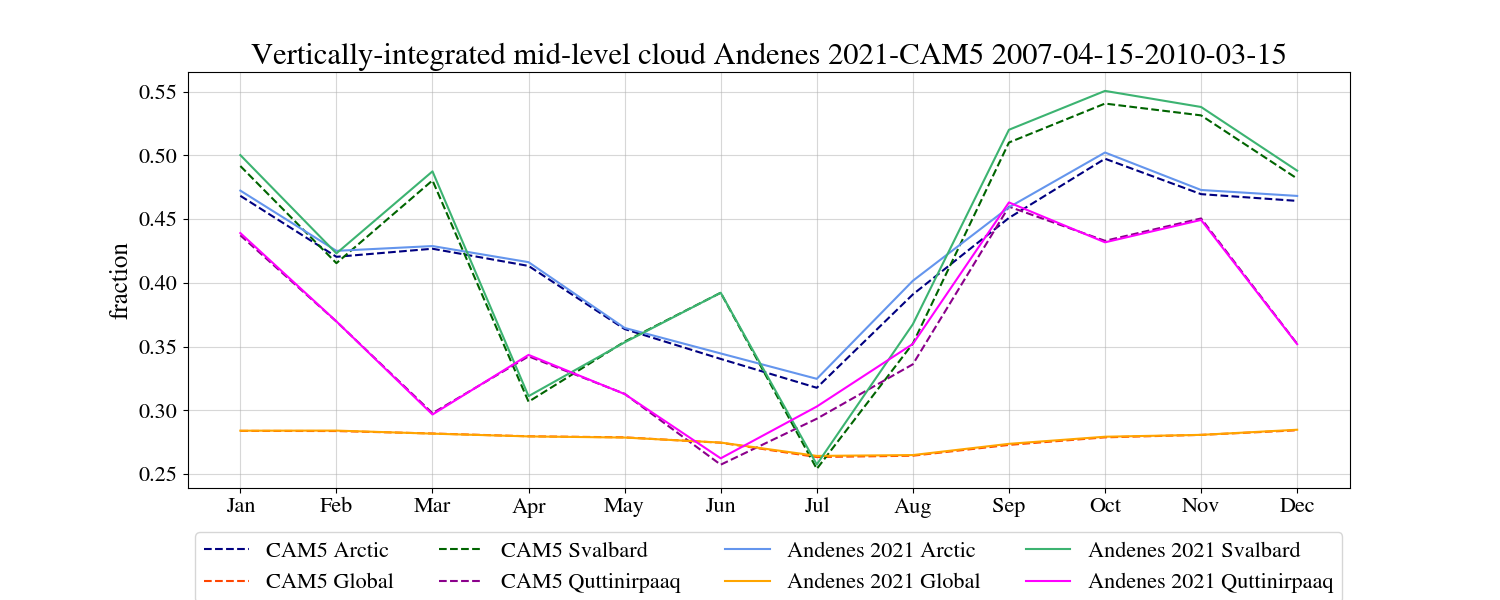 Vertically-integrated mid-level cloud Andenes 2021-CAM5 2007-04-15-2010-03-15
0.55
0.50
0.45
0.40
0.35
0.30
0.25
fraction
Jan Feb Mar Apr May Jun Jul Aug Sep Oct Nov Dec
CAM5 Arctic CAM5 Svalbard Andenes 2021 Arctic Andenes 2021 Svalbard
CAM5 Global CAM5 Quttinirpaaq Andenes 2021 Global Andenes 2021 Quttinirpaaq